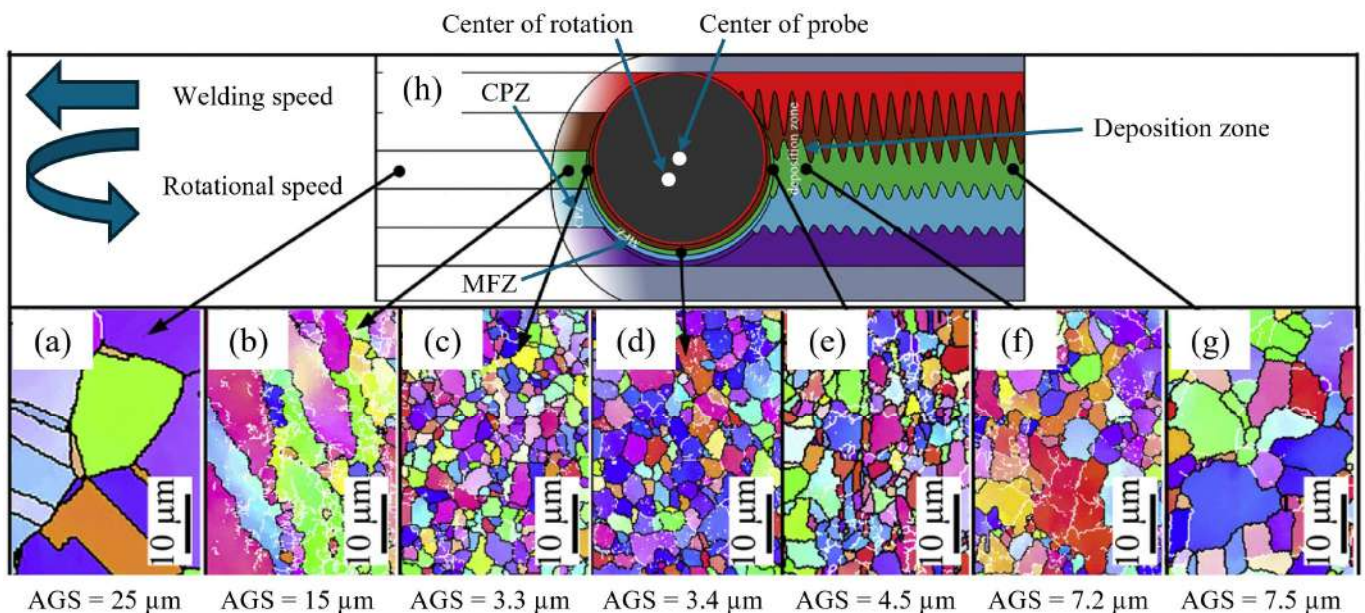 Center of rotation
Center of probe
Welding speed
(h)
CPZ
Deposition zone
deposition zone
Rotational speed
CPZ
MFZ
MFZ
(a)
(b)
(c)
(d)
(e)
(f)
(g)
10 µm
10 µm
10 µm
10 µm
10 µm
10 µm
10 µm
AGS = 25 µm
AGS = 15 µm
AGS = 3.3 µm
AGS = 3.4 µm
AGS = 4.5 µm
AGS = 7.2 µm
AGS = 7.5 µm